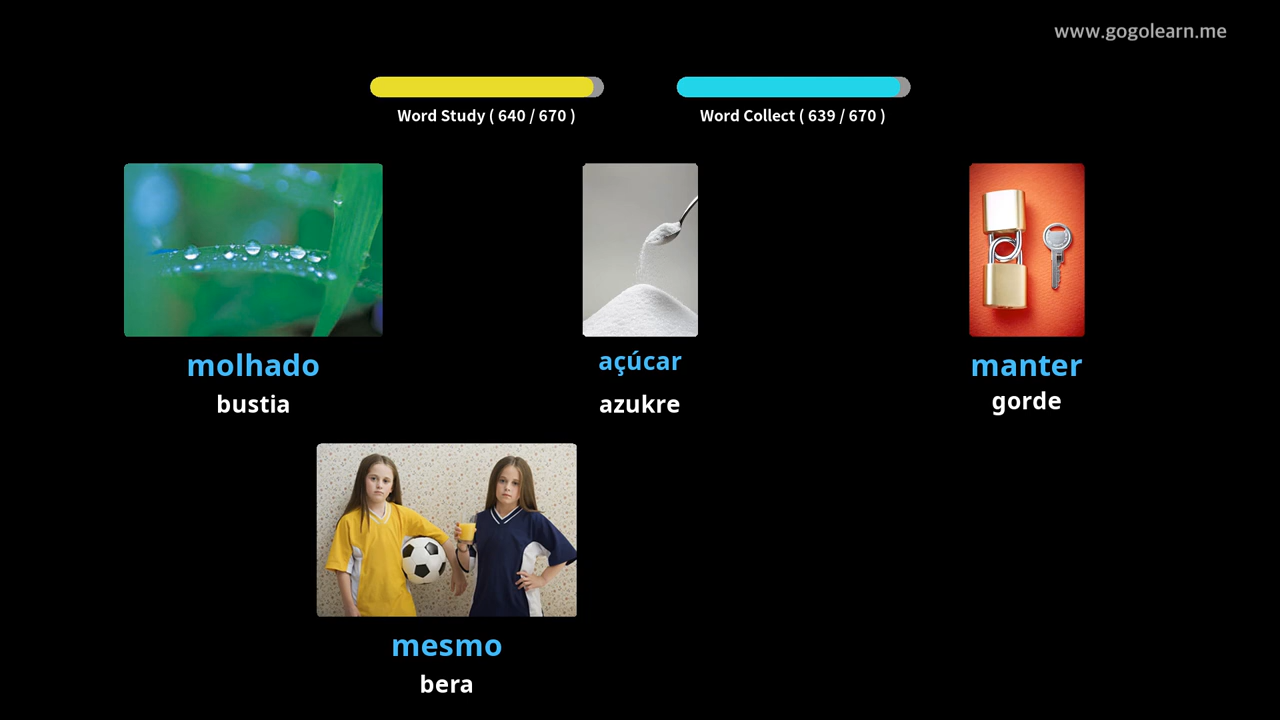 www.gogolearn.me
Word Study ( 640 / 670 )
Word Collect ( 639 / 670 )
molhado
bustia
açúcar
azukre
manter
gorde
mesmo
bera